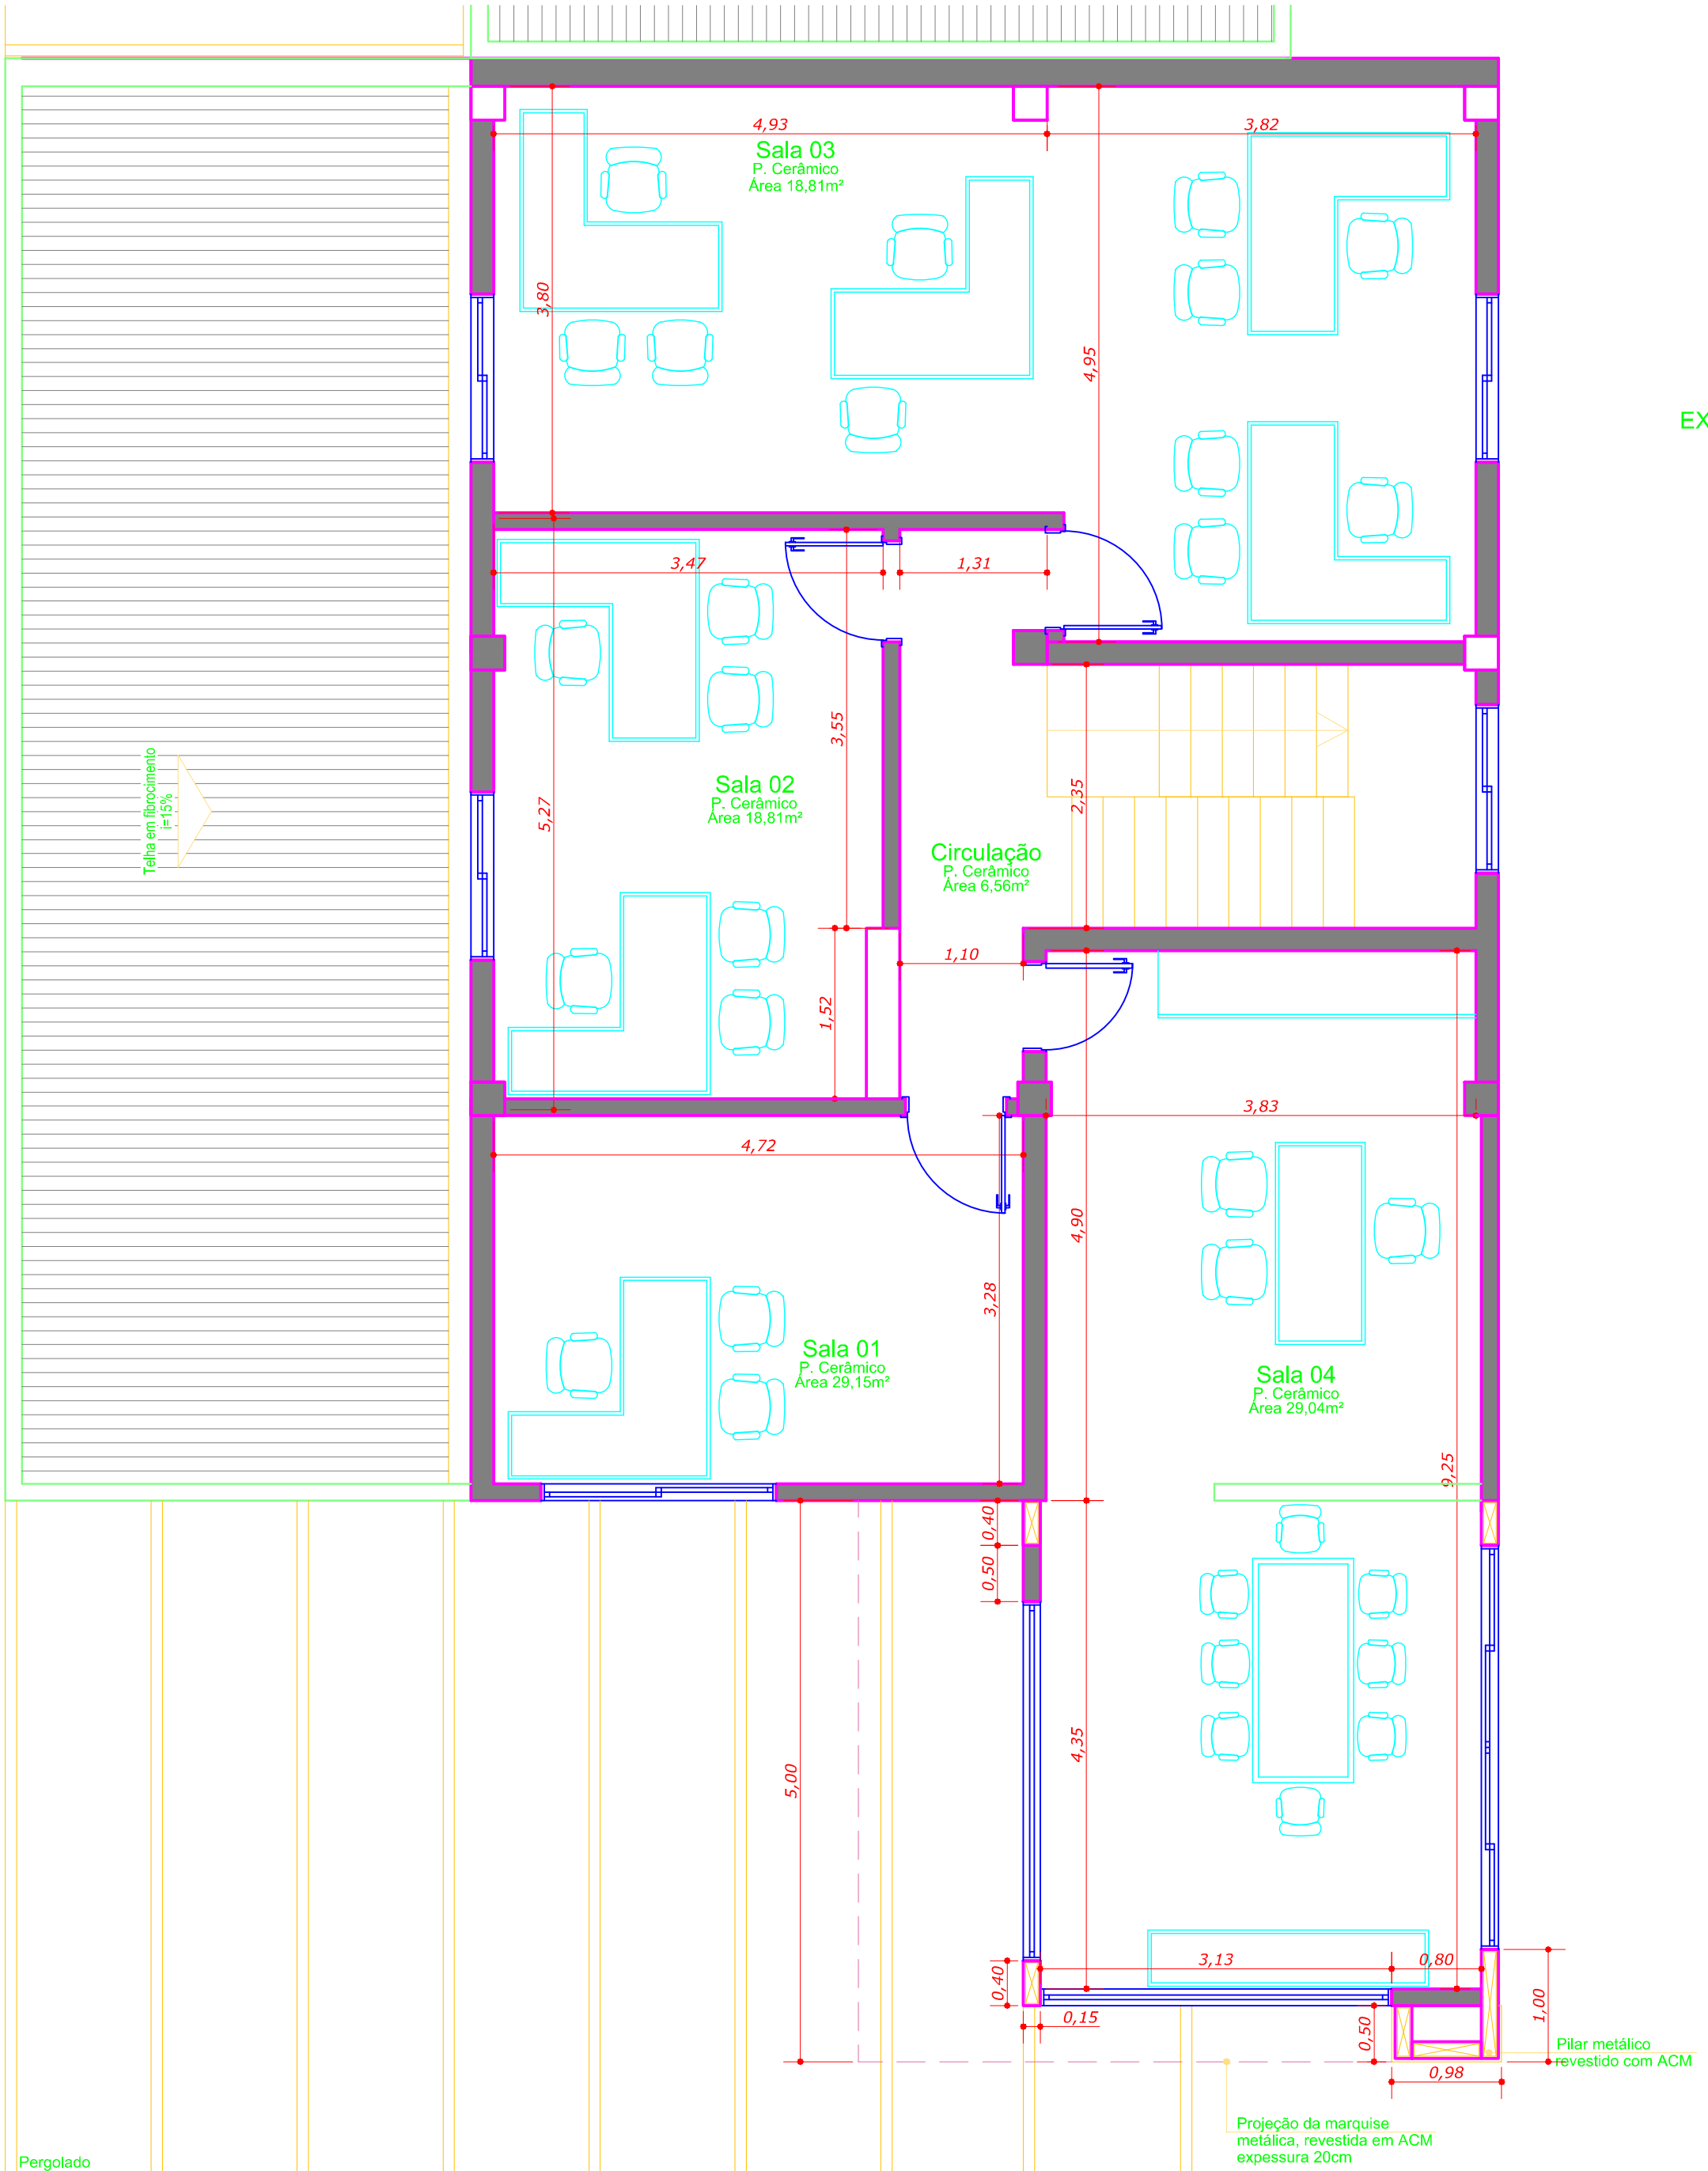 4,93
3,82
Sala 03
P. Cerâmico
Área 18,81m²
3,80
4,95
EX
3,47
1,31
3,55
5,27
2,35
Telha em fibrocimento
i=15%
Sala 02
P. Cerâmico
Área 18,81m²
Circulação
P. Cerâmico
Área 6,56m²
1,10
1,52
3,83
4,72
4,90
3,28
Sala 01
P. Cerâmico
Área 29,15m²
Sala 04
P. Cerâmico
Área 29,04m²
9,25
0,40
0,50
4,35
5,00
3,13
0,80
0,40
0,15
0,50
1,00
Pilar metálico
revestido com ACM
0,98
Projeção da marquise
metálica, revestida em ACM
expessura 20cm
Pergolado